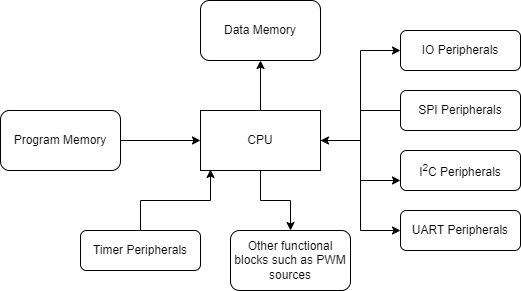 Data Memory
IO Peripherals
SPI Peripherals
Program Memory
CPU
I²C Peripherals
UART Peripherals
Timer Peripherals
Other functional
blocks such as PWM
sources